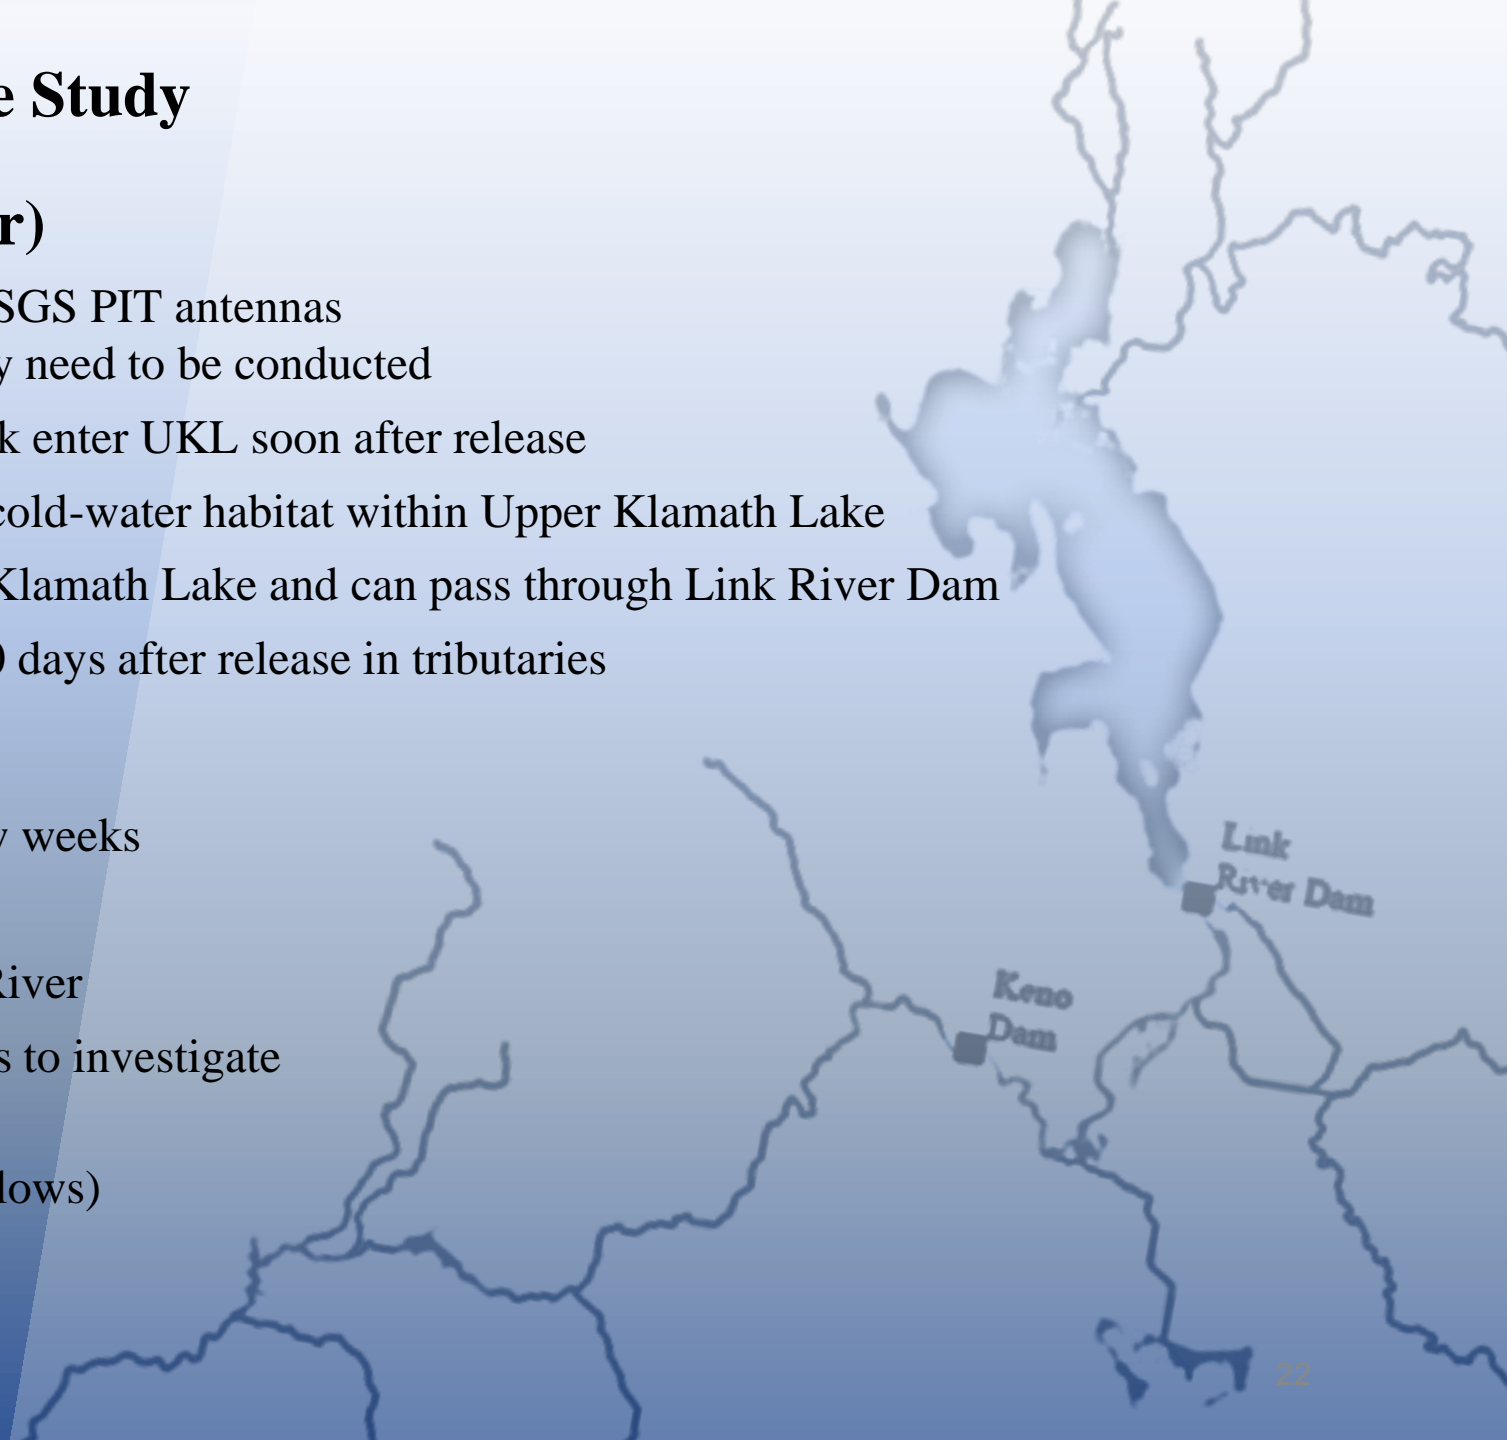 e Study
r)
SGS PIT antennas
y need to be conducted
k enter UKL soon after release
cold-water habitat within Upper Klamath Lake
Klamath Lake and can pass through Link River Dam
0 days after release in tributaries
weeks
Link
River Dam
Keno
Dam
River
s to investigate
lows)
22